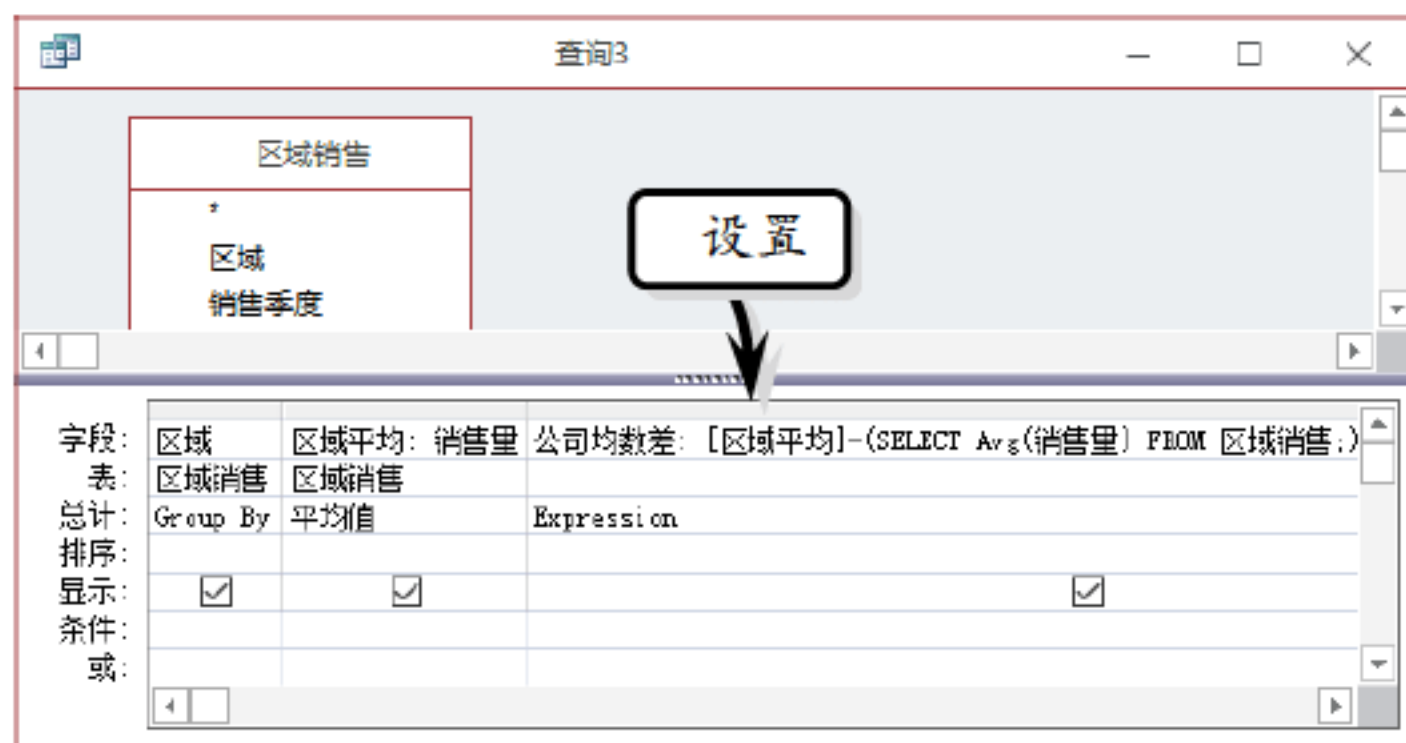 查询3
区域销售
*
区域
销售季度
设置
字段: 区域 区域平均: 销售量 公司均数差: [区域平均]-(SELECT Avg(销售量) FROM 区域销售;)
表: 区域销售 区域销售
总计: Group By 平均值 Expression
排序:
显示:
条件:
或: